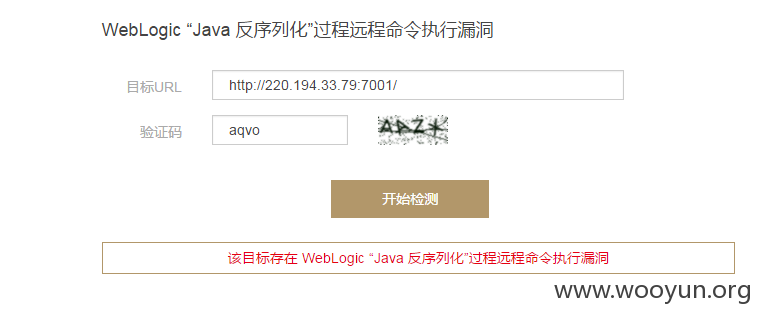 WebLogic “Java 反序列化”过程远程命令执行漏洞
目标URL http://220.194.33.79:7001/
验证码 aqvo
开始检测
该目标存在 WebLogic “Java 反序列化”过程远程命令执行漏洞
www.wooyun.org